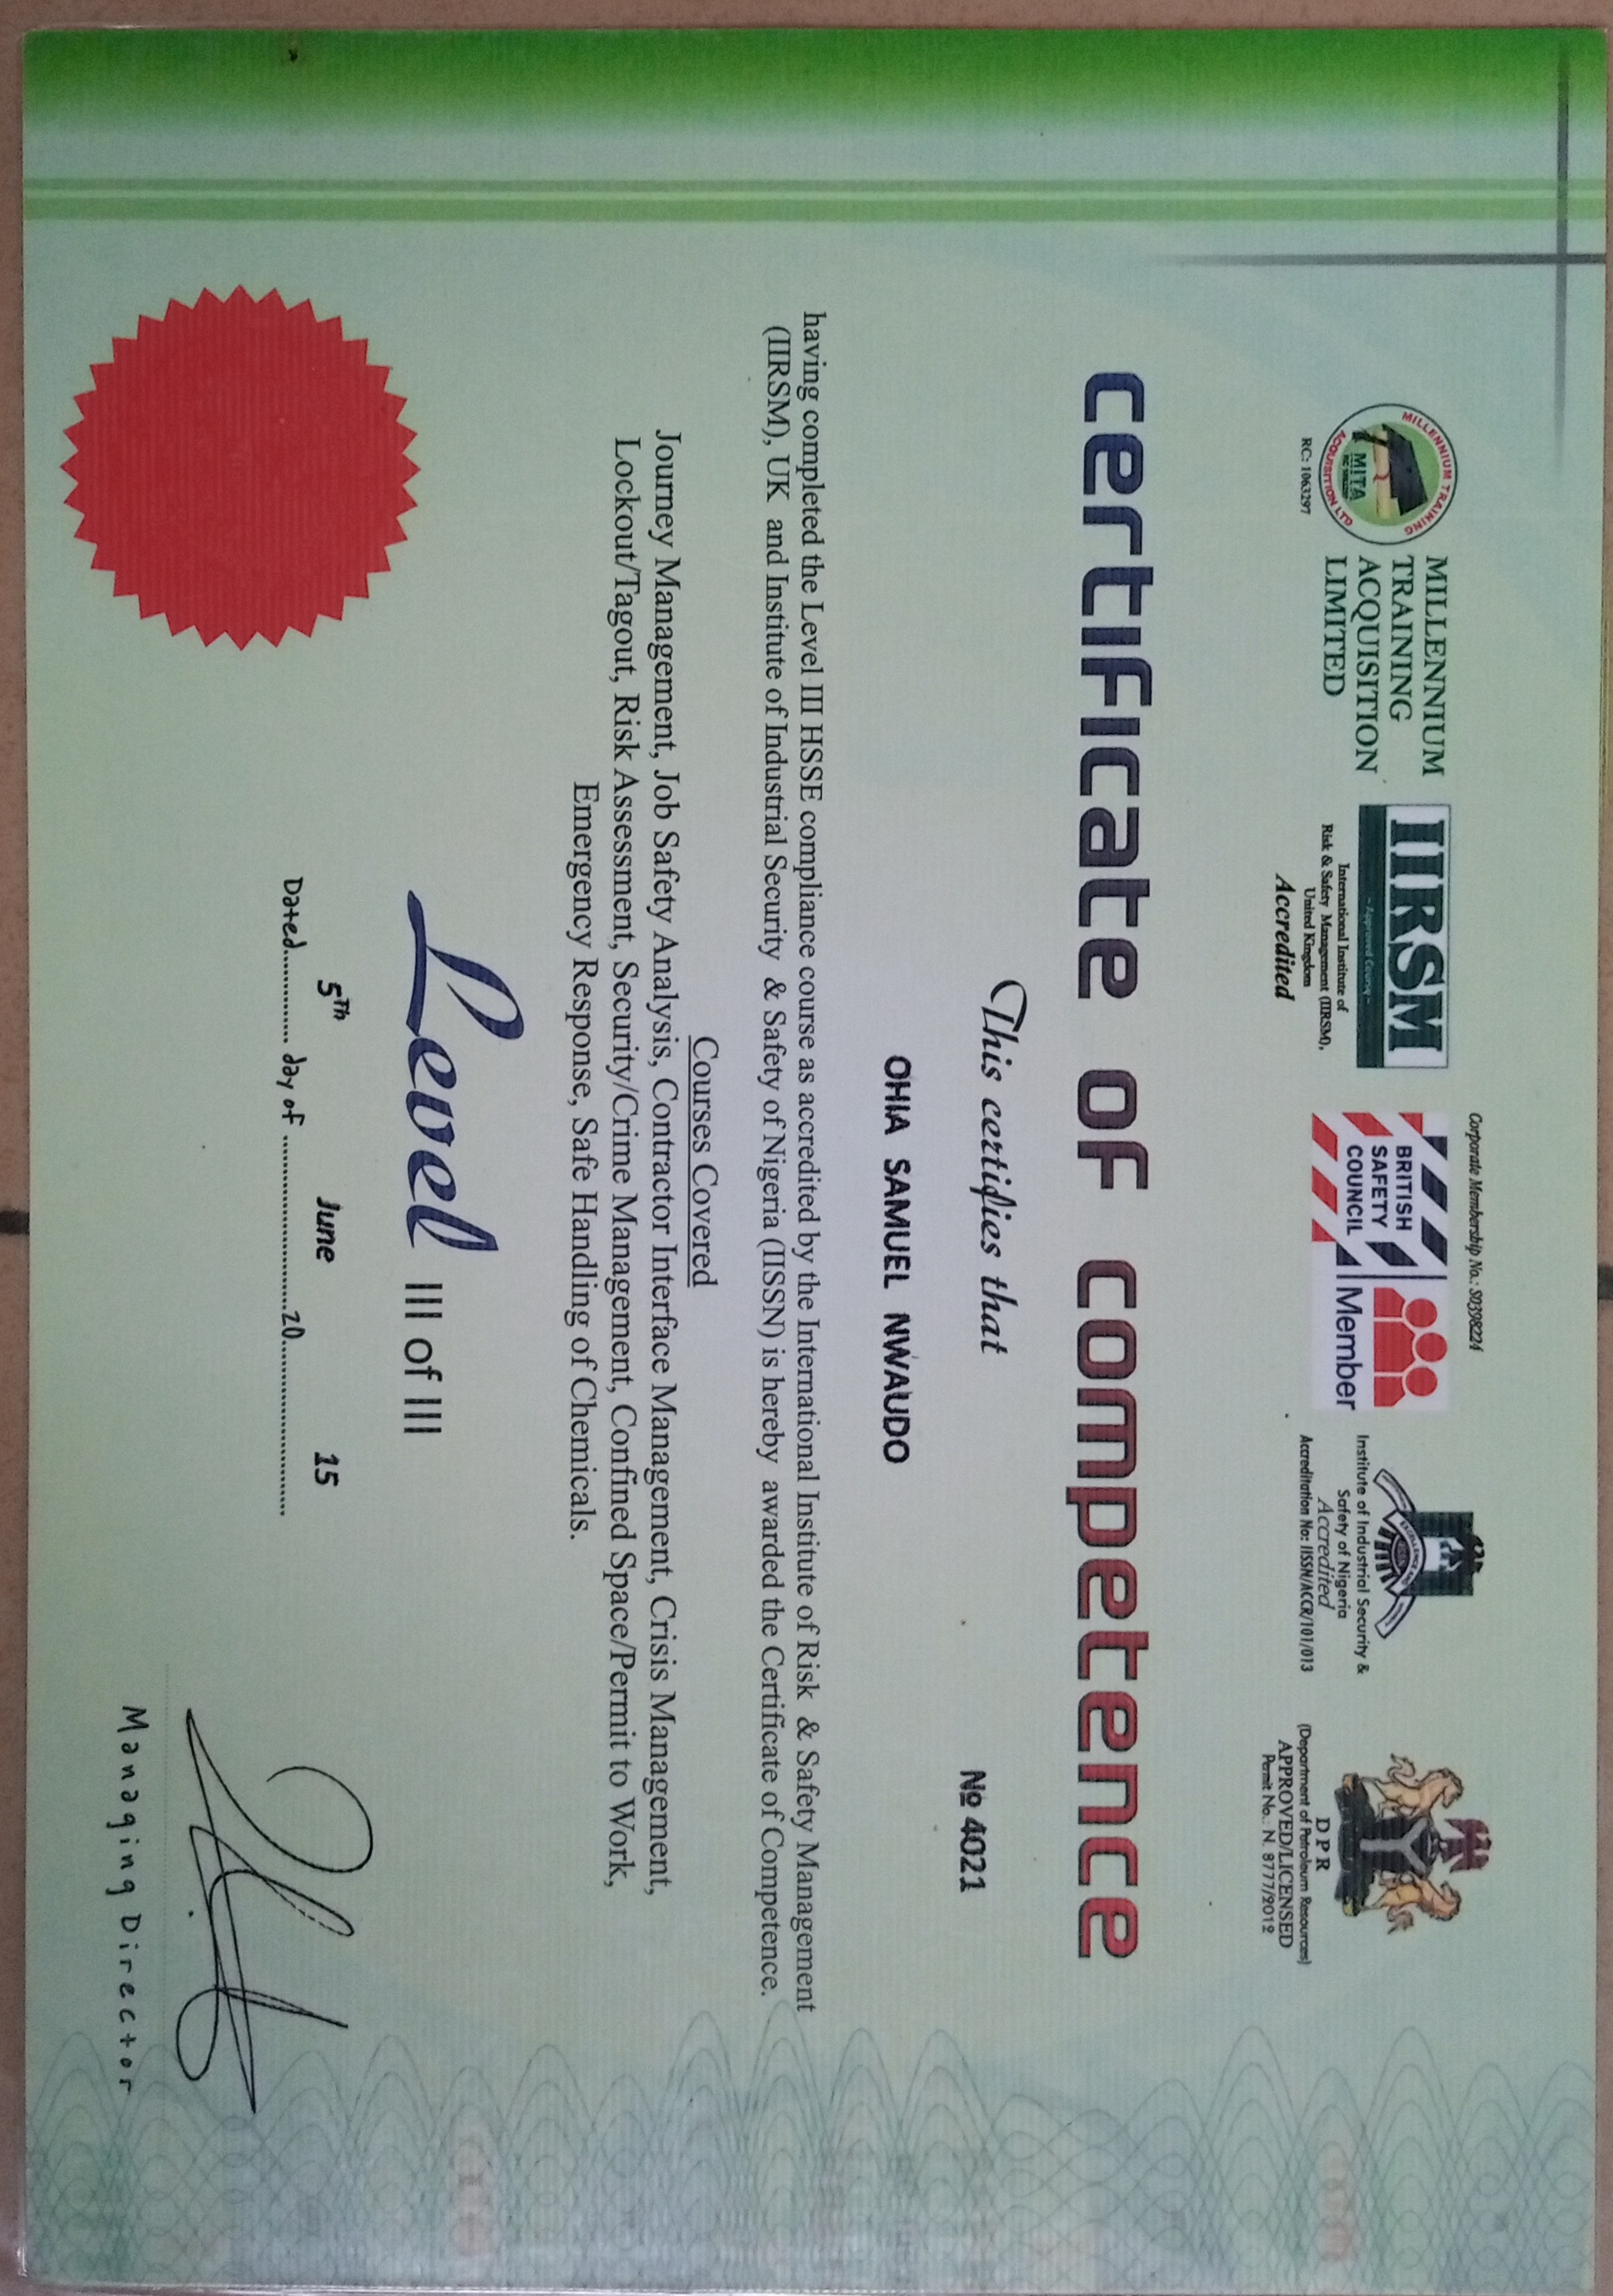 MILLENNIUM TRAINING
ACQUISITION LTD
MITA
RC: 1063297
MILLENNIUM
TRAINING
ACQUISITION
LIMITED
IIRSM
International Institute of
Risk & Safety Management (IIRSM),
United Kingdom
Accredited
Corporate Membership No.: S0398224
BRITISH
SAFETY
COUNCIL
Member
Institute of Industrial Security &
Safety of Nigeria
Accredited
Accreditation No: IISSN/ACCR/101/013
D P R
(Department of Petroleum Resources)
APPROVED/LICENSED
Permit No.: N. 8777/2012
certificate of competence
№ 4021
This certifies that
OHIA SAMUEL NWAUDO
having completed the Level III HSSE compliance course as accredited by the International Institute of Risk & Safety Management
(IIRSM), UK and Institute of Industrial Security & Safety of Nigeria (IISSN) is hereby awarded the Certificate of Competence.
Courses Covered
Journey Management, Job Safety Analysis, Contractor Interface Management, Crisis Management,
Lockout/Tagout, Risk Assessment, Security/Crime Management, Confined Space/Permit to Work,
Emergency Response, Safe Handling of Chemicals.
Level III of III
Dated 5th day of June 20 15
Managing Director